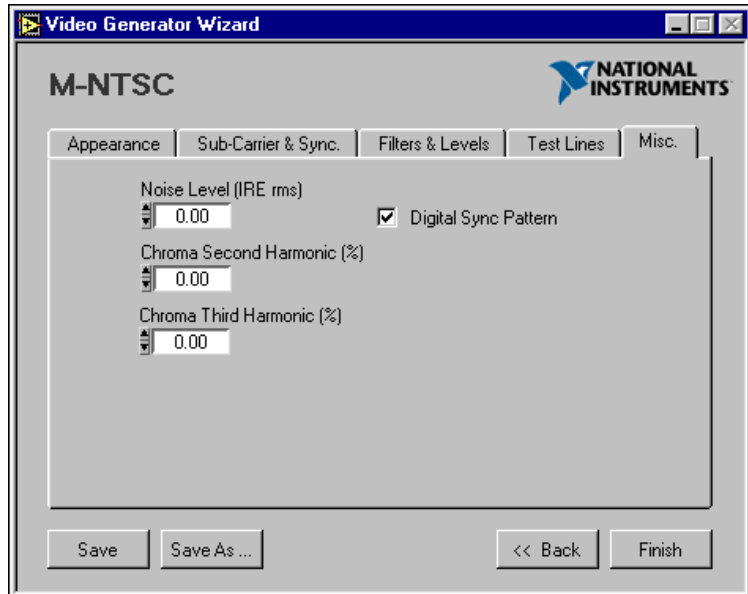 Video Generator Wizard
M-NTSC
NATIONAL
INSTRUMENTS
Appearance
Sub-Carrier & Sync.
Filters & Levels
Test Lines
Misc.
Noise Level (IRE rms)
0.00
Digital Sync Pattern
Chroma Second Harmonic (%)
0.00
Chroma Third Harmonic (%)
0.00
Save
Save As ...
<< Back
Finish